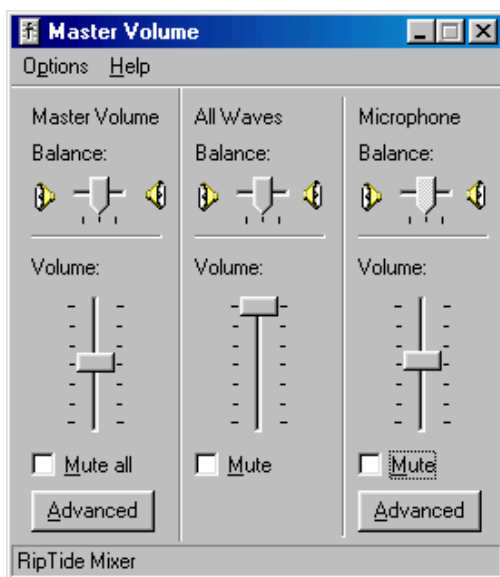 Master Volume
Options Help
Master Volume
Balance:
Volume:
Mute all
Advanced
All Waves
Balance:
Volume:
Mute
Microphone
Balance:
Volume:
Mute
Advanced
RipTide Mixer